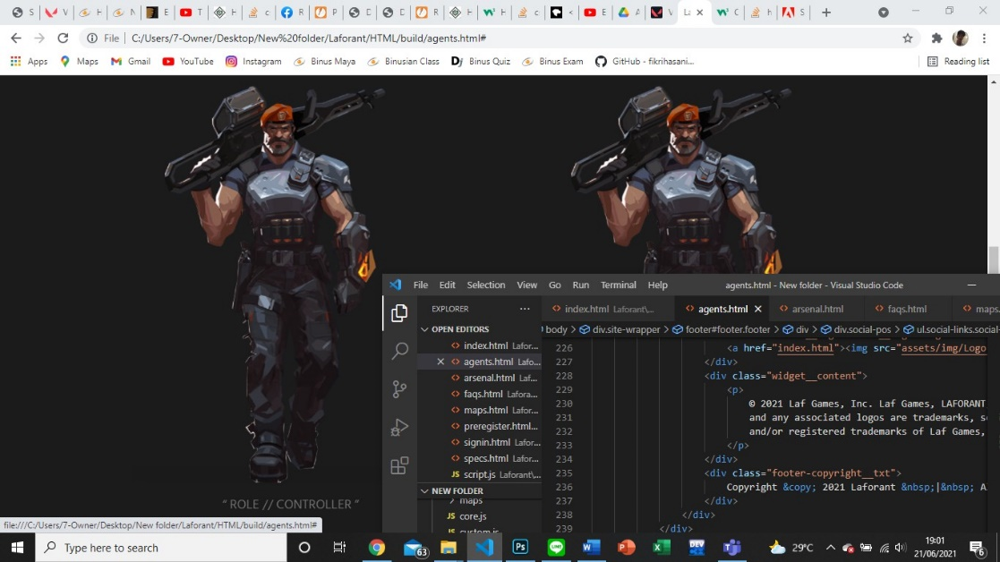 S
V
H
N
E
T
H
c
R
P
D
D
R
H
H
c
c
E
A
V
La
C
h
S
File C:/Users/7-Owner/Desktop/New%20folder/Laforant/HTML/build/agents.html#
Apps Maps Gmail YouTube Instagram Binus Maya Binusian Class Binus Quiz Binus Exam GitHub - fikrihasani... Reading list
File Edit Selection View Go Run Terminal Help agents.html - New folder - Visual Studio Code
EXPLORER ... index.html Laforant\,... agents.html arsenal.html faqs.html maps.
OPEN EDITORS
body > div.site-wrapper > footer#footer.footer > div > div.social-pos > ul.social-links.social-
index.html Lafor...
agents.html Lafo...
arsenal.html Laf...
faqs.html Lafora...
maps.html Lafor...
preregister.html...
signin.html Lafor...
specs.html Lafor...
JS script.js Laforant\...
NEW FOLDER
maps
JS core.js
custom.js
226 <a href="index.html"><img src="assets/img/Logo
227 </div>
228 <div class="widget__content">
229 <p>
230 © 2021 Laf Games, Inc. Laf Games, LAFORANT
231 and any associated logos are trademarks, se
232 and/or registered trademarks of Laf Games,
233 </p>
234 </div>
235 <div class="footer-copyright__txt">
236 Copyright &copy; 2021 Laforant &nbsp;|&nbsp; A
237 </div>
238 </div>
239 </div>
“ ROLE // CONTROLLER ”
file:///C:/Users/7-Owner/Desktop/New folder/Laforant/HTML/build/agents.html#
Type here to search
63
Ps
LINE
W
P
X
DEV
29°C
19:01
21/06/2021
6